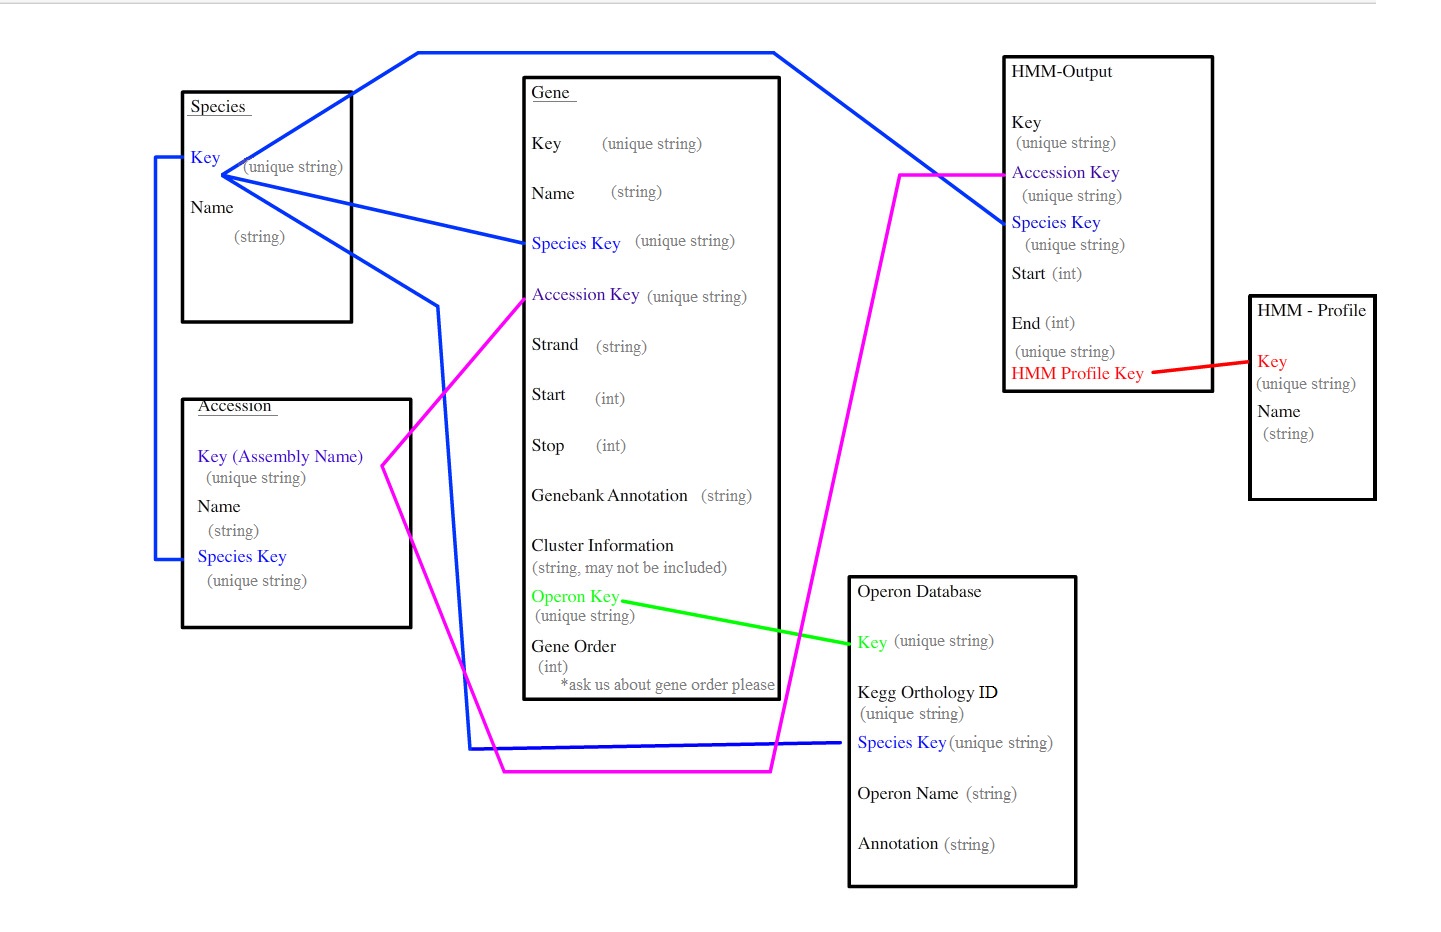 Species
Key (unique string)
Name
(string)
Accession
Key (Assembly Name)
(unique string)
Name
(string)
Species Key
(unique string)
Gene
Key (unique string)
Name (string)
Species Key (unique string)
Accession Key (unique string)
Strand (string)
Start (int)
Stop (int)
Genebank Annotation (string)
Cluster Information
(string, may not be included)
Operon Key
(unique string)
Gene Order
(int)
*ask us about gene order please
HMM-Output
Key
(unique string)
Accession Key
(unique string)
Species Key
(unique string)
Start (int)
End (int)
(unique string)
HMM Profile Key
HMM - Profile
Key
(unique string)
Name
(string)
Operon Database
Key (unique string)
Kegg Orthology ID
(unique string)
Species Key (unique string)
Operon Name (string)
Annotation (string)